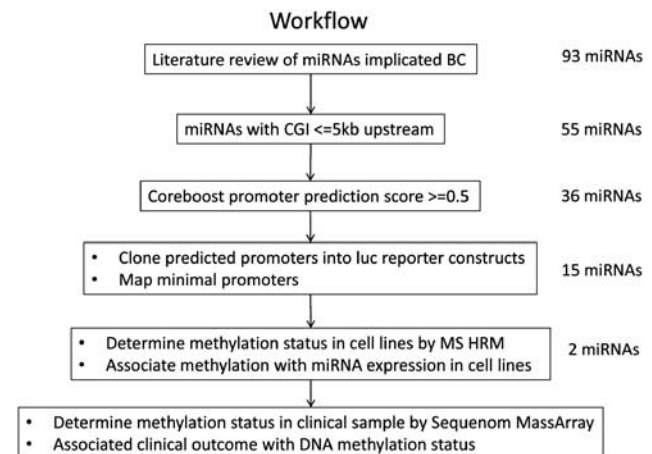 Workflow
Literature review of miRNAs implicated BC
93 miRNAs
miRNAs with CGI <=5kb upstream
55 miRNAs
Coreboost promoter prediction score >=0.5
36 miRNAs
• Clone predicted promoters into luc reporter constructs
• Map minimal promoters
15 miRNAs
• Determine methylation status in cell lines by MS HRM
• Associate methylation with miRNA expression in cell lines
2 miRNAs
• Determine methylation status in clinical sample by Sequenom MassArray
• Associated clinical outcome with DNA methylation status